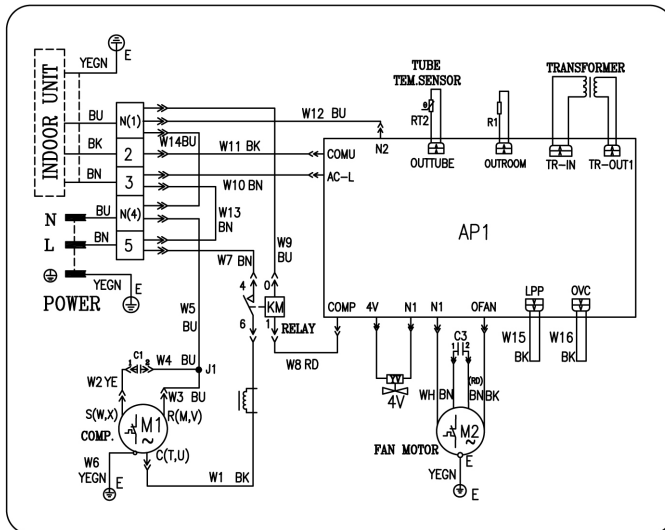 INDOOR UNIT
YEGN
E
BU
BK
BN
N(1)
2
3
N(4)
5
N
L
BU
BN
YEGN
E
POWER
W14BU
W12 BU
W11 BK
W10 BN
W13
BN
W7 BN
W9
BU
W5
BU
4
0
6
1
KM
RELAY
W8 RD
TUBE
TEM.SENSOR
θ
RT2
R1
TRANSFORMER
N2
OUTTUBE
OUTROOM
TR-IN
TR-OUT1
COMU
AC-L
AP1
COMP
4V
N1
N1
OFAN
LPP
OVC
W15
BK
W16
BK
YV
4V
C3
1 2
(RD)
WH
BN
BN
BK
M2
~
FAN MOTOR
E
YEGN
E
C1
1 2
W4 BU
J1
W2 YE
W3 BU
S(W,X)
R(M,V)
M1
~
COMP.
C(T,U)
W6
YEGN
E
W1 BK